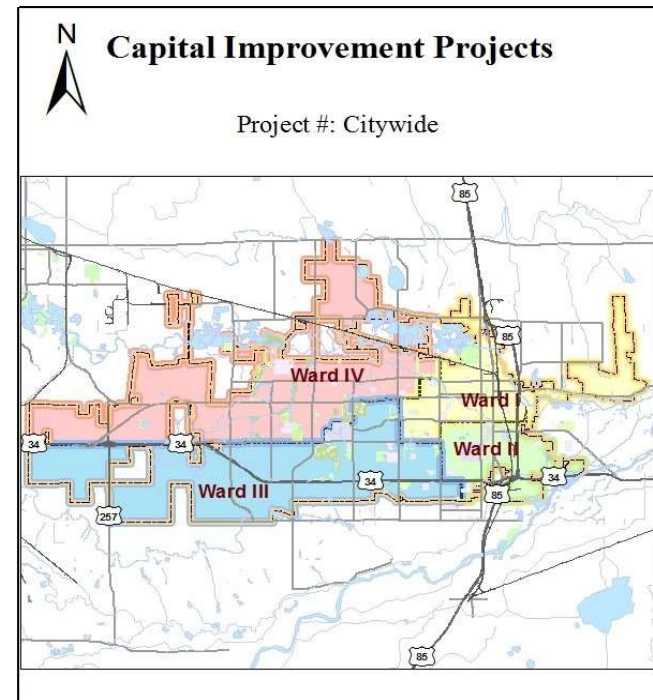 N
Capital Improvement Projects
Project #: Citywide
85
85
Ward IV
Ward I
34
34
Ward II
34
34
Ward III
85
257
85